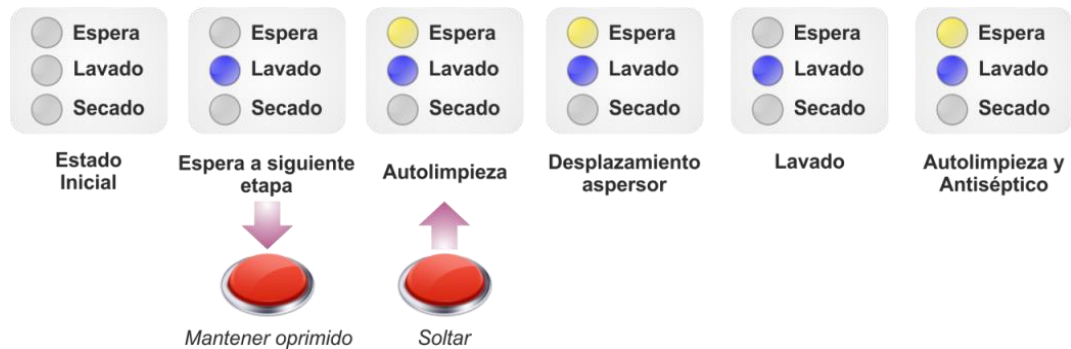 Espera
Lavado
Secado
Estado
Inicial
Espera
Lavado
Secado
Espera a siguiente
etapa
Mantener oprimido
Espera
Lavado
Secado
Autolimpieza
Soltar
Espera
Lavado
Secado
Desplazamiento
aspersor
Espera
Lavado
Secado
Lavado
Espera
Lavado
Secado
Autolimpieza y
Antiséptico